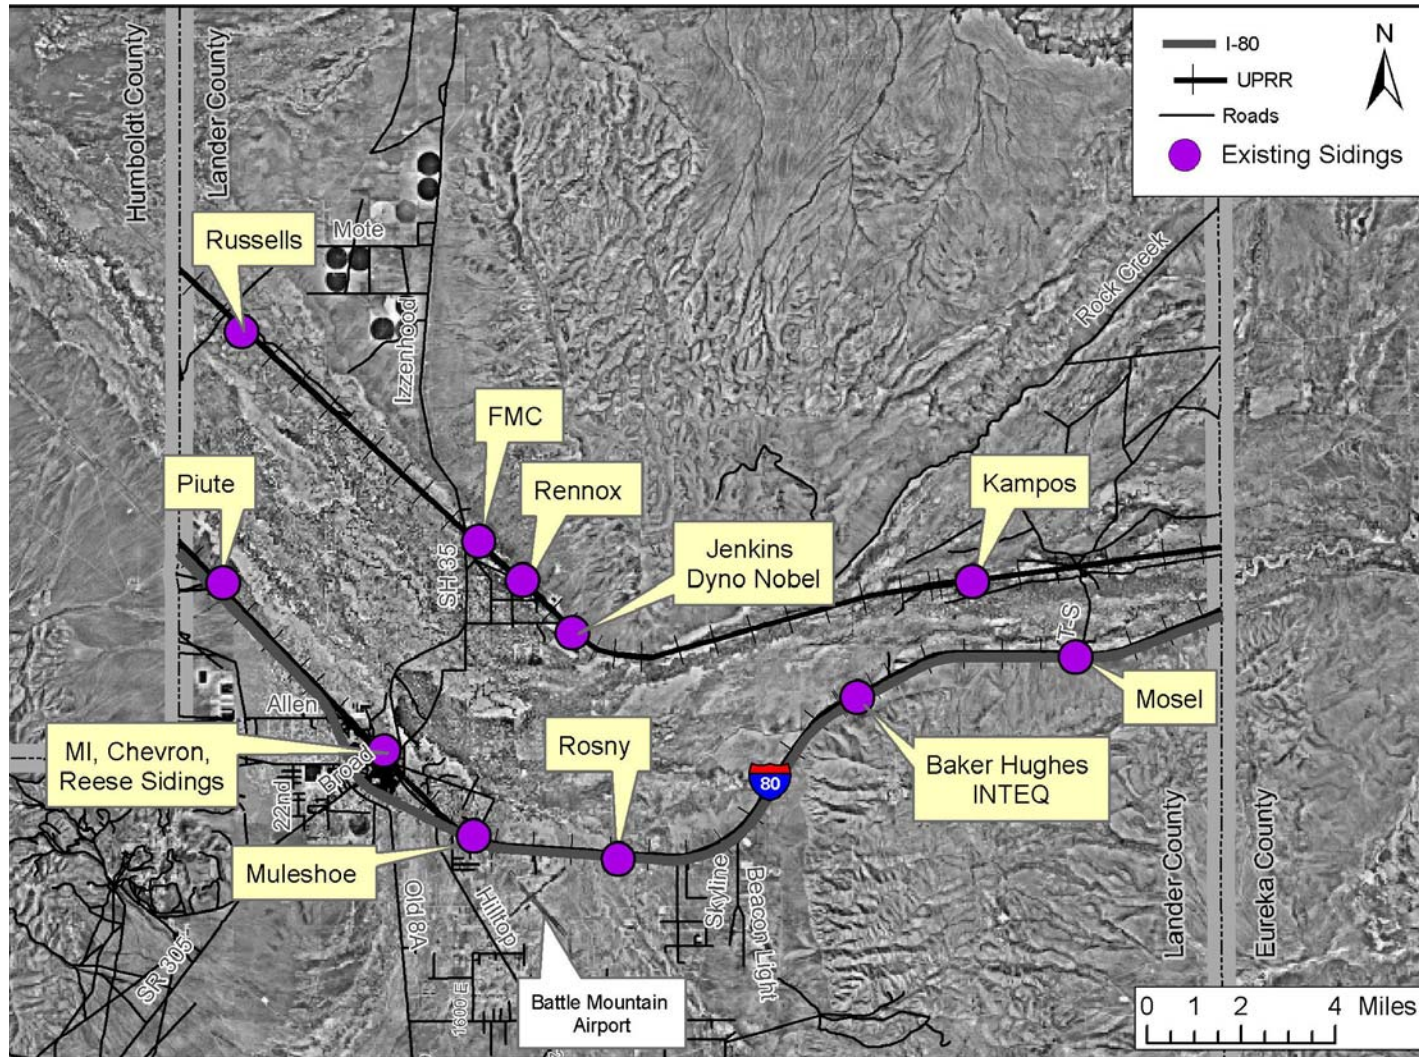 Humboldt County
Lander County
N
I-80
UPRR
Roads
Existing Sidings
Russells
Mote
Izzenhood
Rock Creek
FMC
Piute
Rennox
Kampos
Jenkins
Dyno Nobel
SH 35
T-S
Allen
MI, Chevron,
Reese Sidings
Broad
22nd
Rosny
Mosel
80
Baker Hughes
INTEQ
Muleshoe
Old 8A
Hilltop
Skyline
Beacon Light
Lander County
Eureka County
SR 305
1600 E
Battle Mountain
Airport
0 1 2 4 Miles